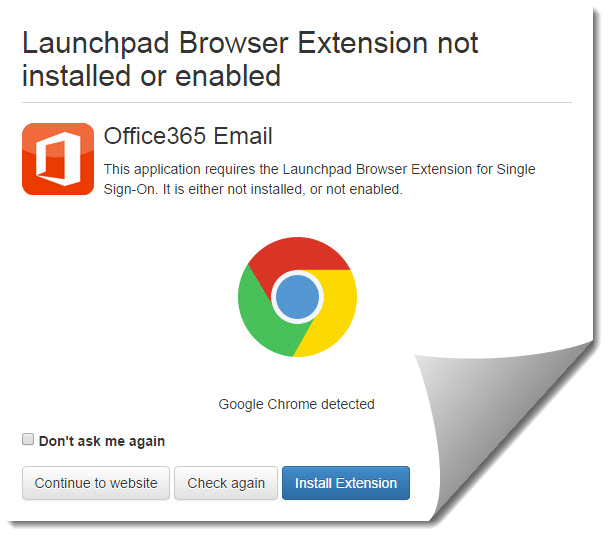 Launchpad Browser Extension not
installed or enabled
Office365 Email
This application requires the Launchpad Browser Extension for Single
Sign-On. It is either not installed, or not enabled.
Google Chrome detected
Don't ask me again
Continue to website
Check again
Install Extension